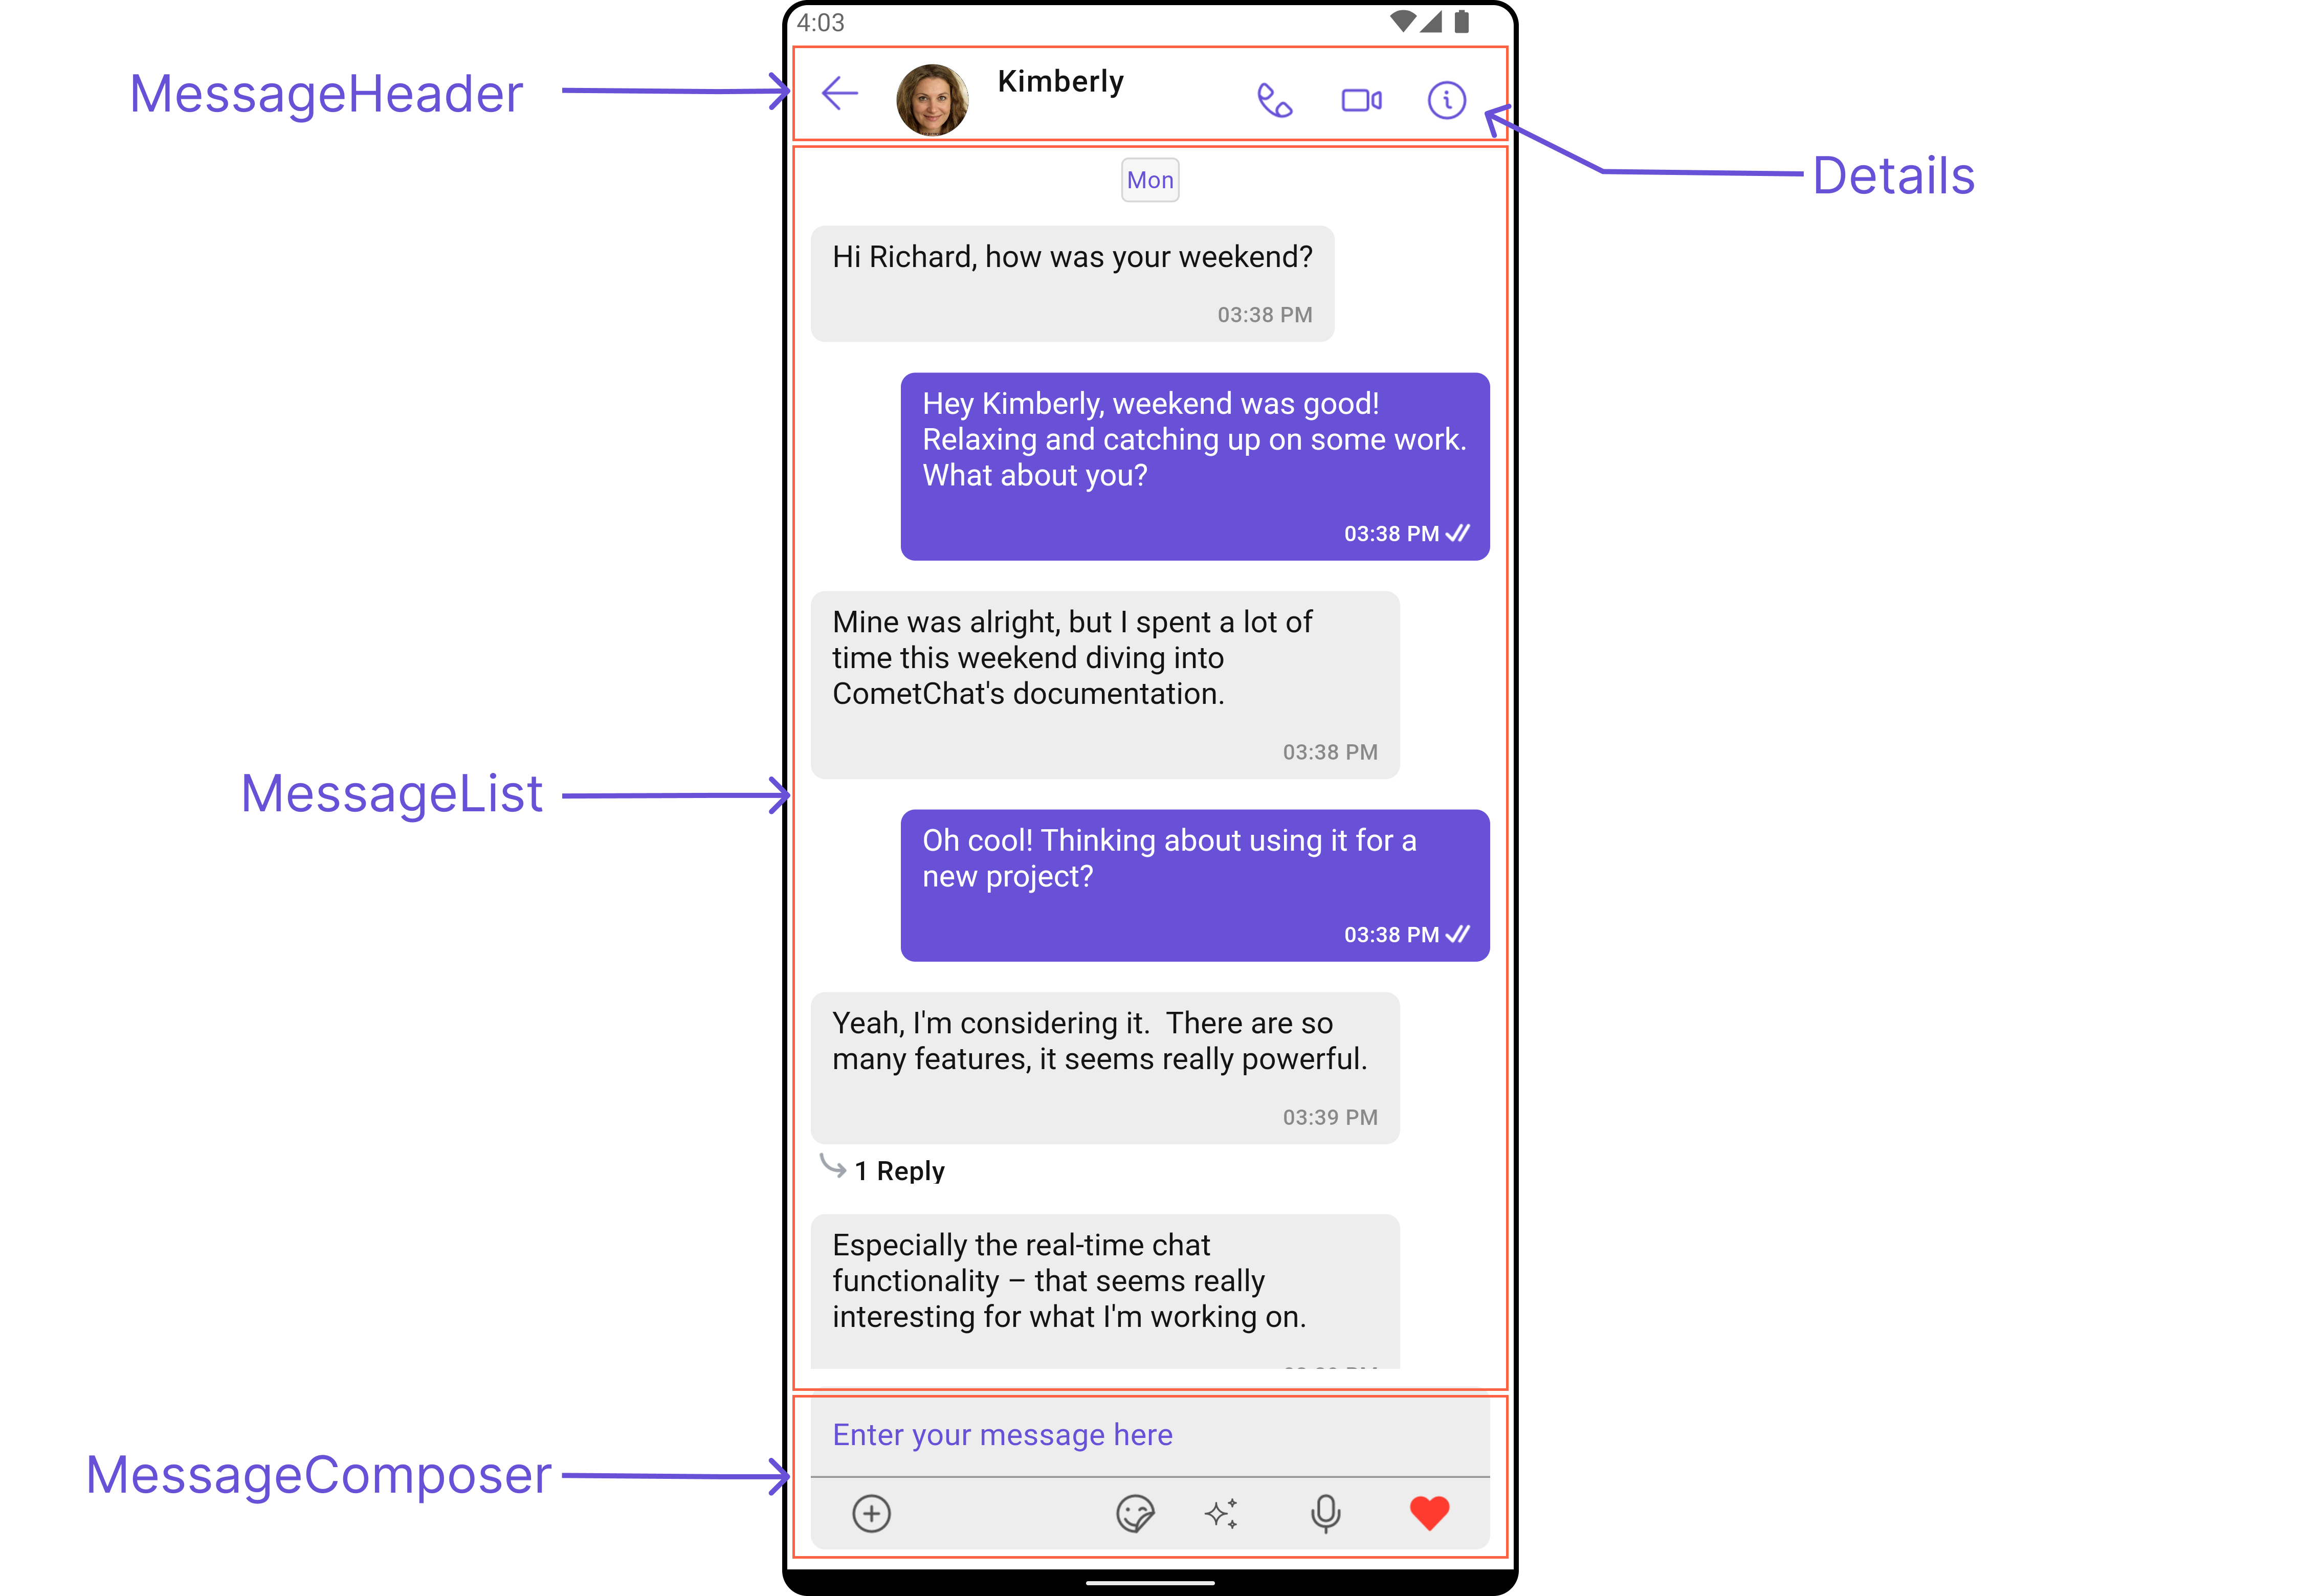 4:03
MessageHeader
Kimberly
Details
Mon
Hi Richard, how was your weekend?
03:38 PM
Hey Kimberly, weekend was good!
Relaxing and catching up on some work.
What about you?
03:38 PM
Mine was alright, but I spent a lot of
time this weekend diving into
CometChat's documentation.
03:38 PM
MessageList
Oh cool! Thinking about using it for a
new project?
03:38 PM
Yeah, I'm considering it.  There are so
many features, it seems really powerful.
03:39 PM
1 Reply
Especially the real-time chat
functionality – that seems really
interesting for what I'm working on.
Enter your message here
MessageComposer